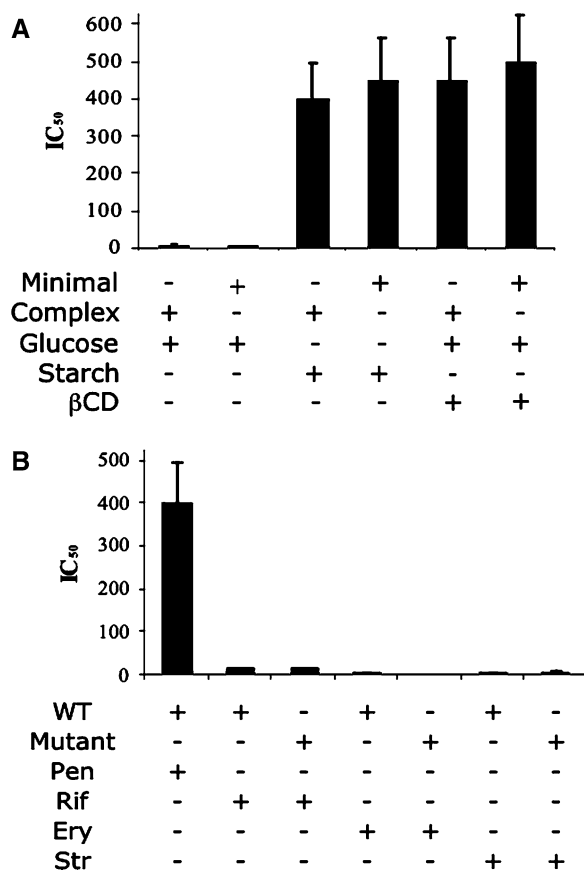 A
600
500
400
300
200
100
0
IC50
Minimal - + - + - +
Complex + - + - + -
Glucose + + - - + +
Starch - - + + - -
βCD - - - - + +
B
500
400
300
200
100
0
IC50
WT + + - + - + -
Mutant - - + - + - +
Pen + - - - - - -
Rif - + + - - - -
Ery - - - + + - -
Str - - - - - + +